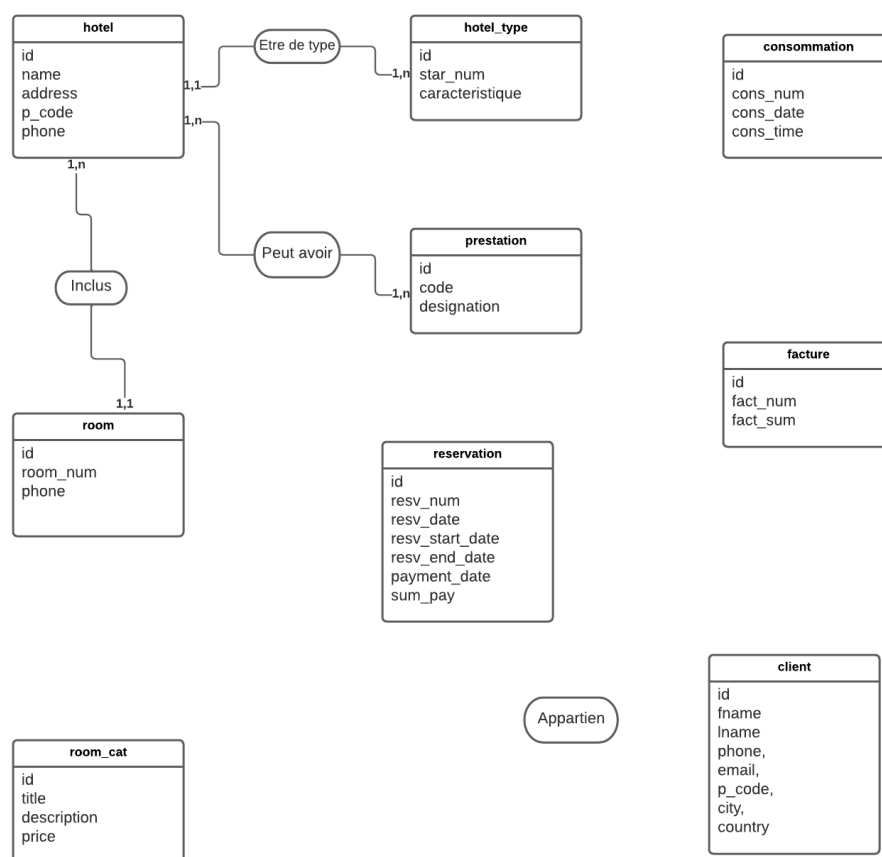 hotel
id
name
address
p_code
phone
1,1
1,n
1,n
Etre de type
1,n
hotel_type
id
star_num
caracteristique
consommation
id
cons_num
cons_date
cons_time
Peut avoir
1,n
prestation
id
code
designation
Inclus
1,1
room
id
room_num
phone
facture
id
fact_num
fact_sum
reservation
id
resv_num
resv_date
resv_start_date
resv_end_date
payment_date
sum_pay
Appartien
client
id
fname
lname
phone,
email,
p_code,
city,
country
room_cat
id
title
description
price